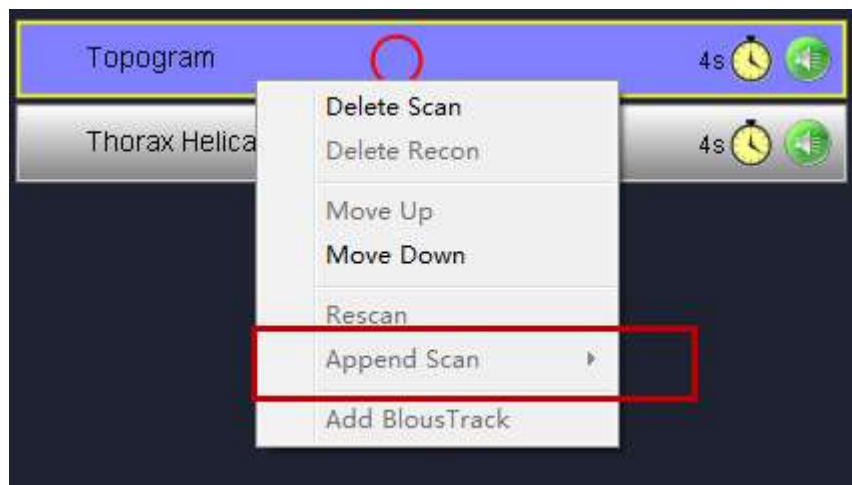 Topogram 4s
Delete Scan
Thorax Helica 4s
Delete Recon
Move Up
Move Down
Rescan
Append Scan
Add BlousTrack